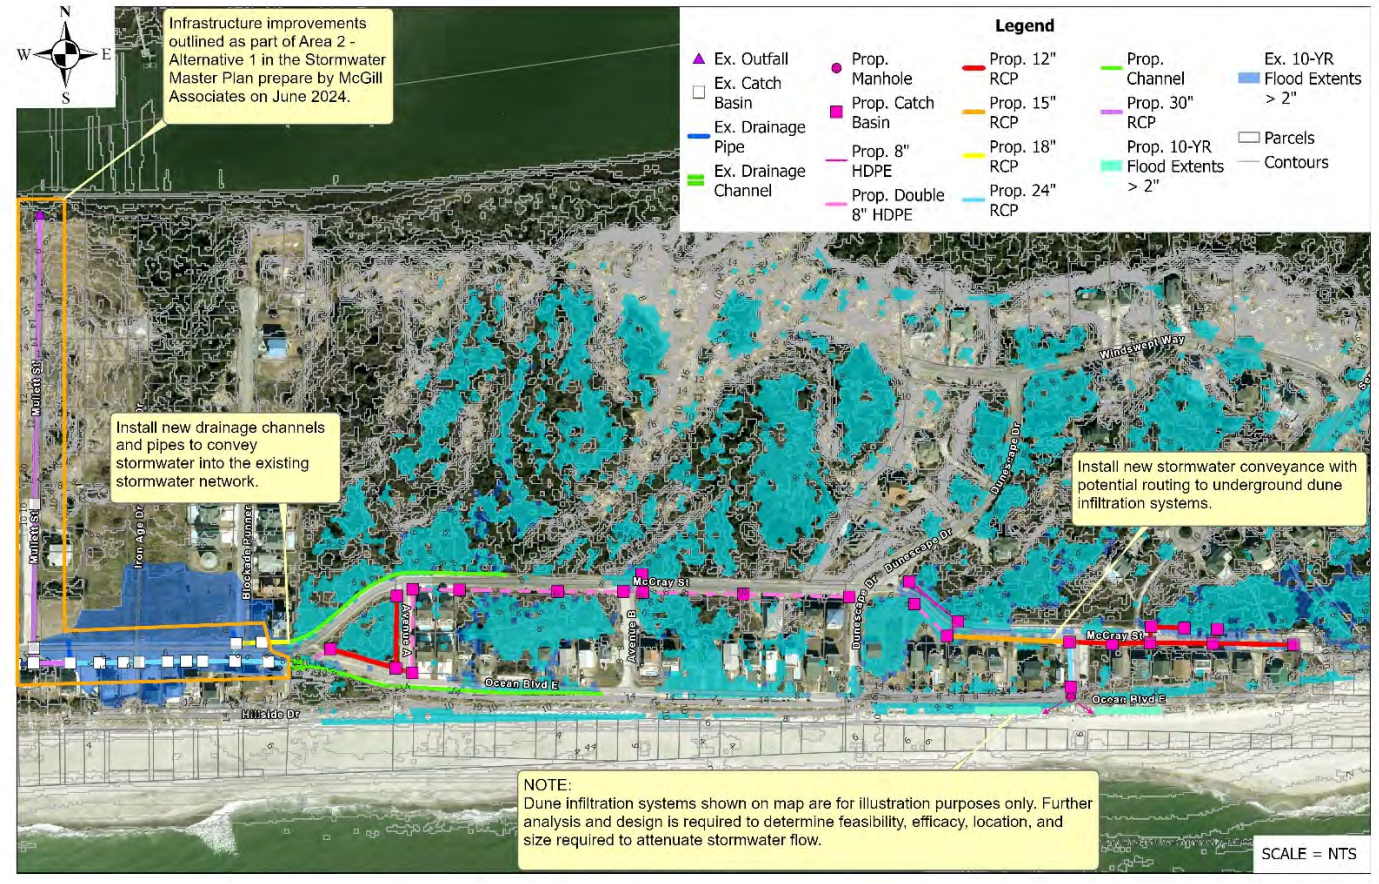 N
W
E
S
Infrastructure improvements
outlined as part of Area 2 -
Alternative 1 in the Stormwater
Master Plan prepare by McGill
Associates on June 2024.
Legend
Ex. Outfall
Ex. Catch
Basin
Ex. Drainage
Pipe
Ex. Drainage
Channel
Prop.
Manhole
Prop. Catch
Basin
Prop. 8"
HDPE
Prop. Double
8" HDPE
Prop. 12"
RCP
Prop. 15"
RCP
Prop. 18"
RCP
Prop. 24"
RCP
Prop.
Channel
Prop. 30"
RCP
Prop. 10-YR
Flood Extents
> 2"
Ex. 10-YR
Flood Extents
> 2"
Parcels
Contours
Windswept Way
Mullett St
Install new drainage channels
and pipes to convey
stormwater into the existing
stormwater network.
Dunescape Dr
Install new stormwater conveyance with
potential routing to underground dune
infiltration systems.
Mullett St
Iron Age Dr
Blockade Runner
Dunescape Dr
McCray St
Avenue A
Avenue B
Dunescape Dr
McCray St
Ocean Blvd E
Ocean Blvd E
Hillside Dr
NOTE:
Dune infiltration systems shown on map are for illustration purposes only. Further
analysis and design is required to determine feasibility, efficacy, location, and
size required to attenuate stormwater flow.
SCALE = NTS